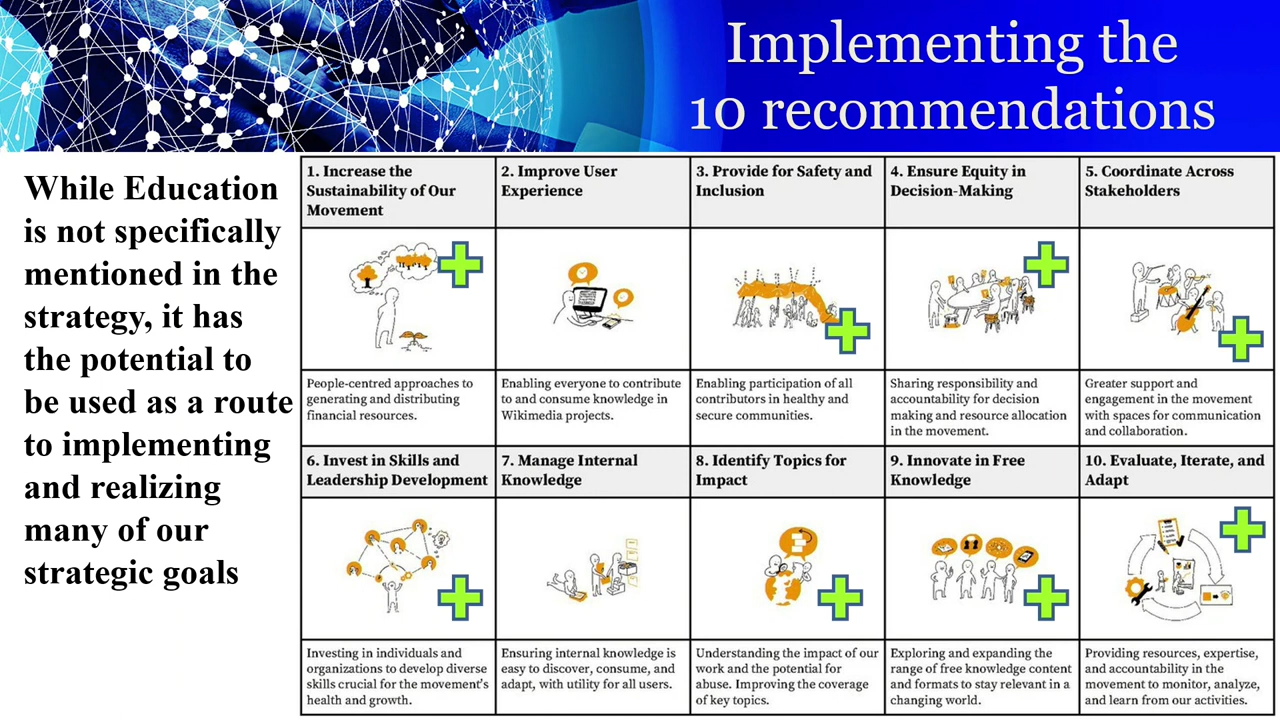 Implementing the
10 recommendations
While Education
is not specifically
mentioned in the
strategy, it has
the potential to
be used as a route
to implementing
and realizing
many of our
strategic goals
1. Increase the
Sustainability of Our
Movement
2. Improve User
Experience
3. Provide for Safety and
Inclusion
4. Ensure Equity in
Decision-Making
5. Coordinate Across
Stakeholders
People-centred approaches to
generating and distributing
financial resources.
Enabling everyone to contribute
to and consume knowledge in
Wikimedia projects.
Enabling participation of all
contributors in healthy and
secure communities.
Sharing responsibility and
accountability for decision
making and resource allocation
in the movement.
Greater support and
engagement in the movement
with spaces for communication
and collaboration.
6. Invest in Skills and
Leadership Development
7. Manage Internal
Knowledge
8. Identify Topics for
Impact
9. Innovate in Free
Knowledge
10. Evaluate, Iterate, and
Adapt
Investing in individuals and
organizations to develop diverse
skills crucial for the movement's
health and growth.
Ensuring internal knowledge is
easy to discover, consume, and
adapt, with utility for all users.
Understanding the impact of our
work and the potential for
abuse. Improving the coverage
of key topics.
Exploring and expanding the
range of free knowledge content
and formats to stay relevant in a
changing world.
Providing resources, expertise,
and accountability in the
movement to monitor, analyze,
and learn from our activities.